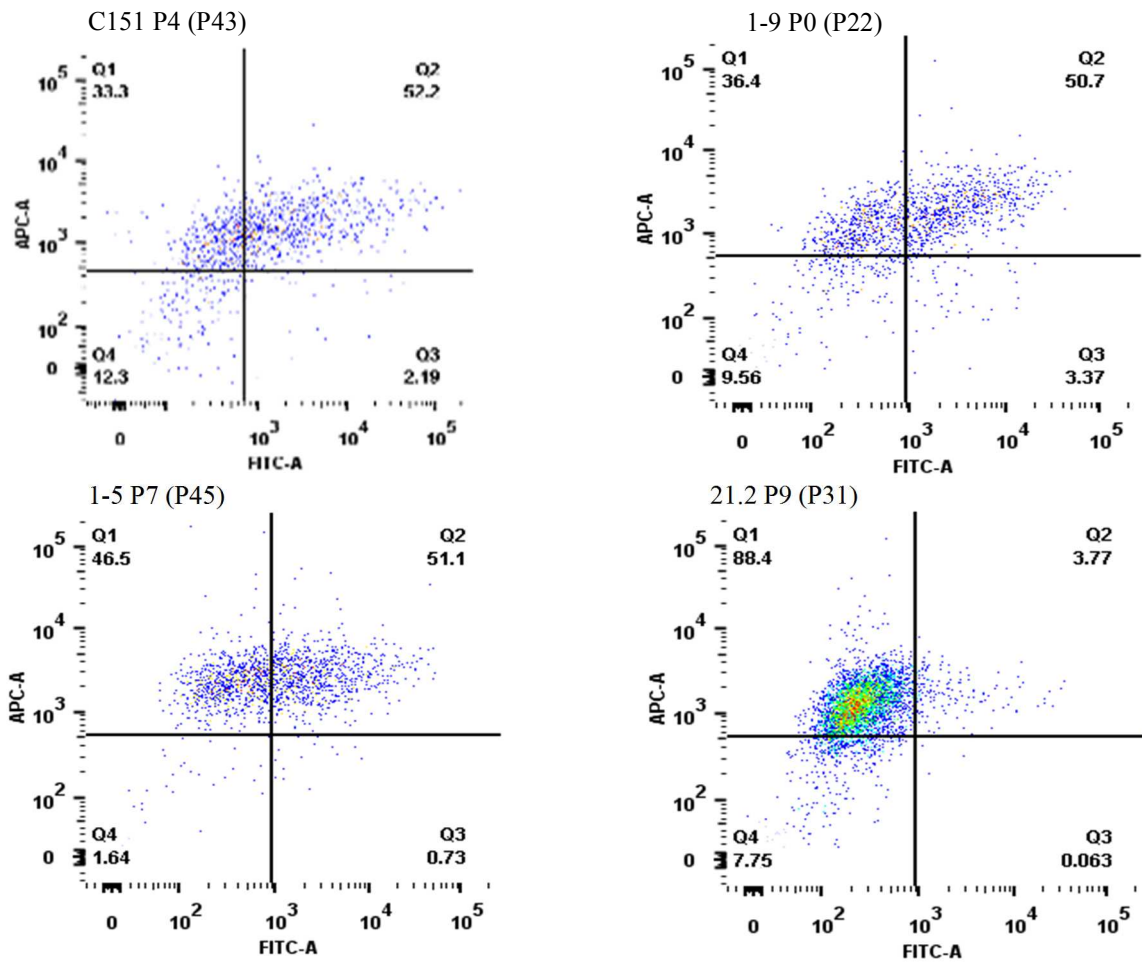 C151 P4 (P43)
Q1
33.3
Q2
52.2
10^5
10^4
10^3
10^2
0
APC-A
Q4
12.3
Q3
2.19
0
10^3
10^4
10^5
FITC-A
1-9 P0 (P22)
Q1
36.4
Q2
50.7
10^5
10^4
10^3
10^2
0
APC-A
Q4
9.56
Q3
3.37
0
10^2
10^3
10^4
10^5
FITC-A
1-5 P7 (P45)
Q1
46.5
Q2
51.1
10^5
10^4
10^3
10^2
0
APC-A
Q4
1.64
Q3
0.73
0
10^2
10^3
10^4
10^5
FITC-A
21.2 P9 (P31)
Q1
88.4
Q2
3.77
10^5
10^4
10^3
10^2
0
APC-A
Q4
7.75
Q3
0.063
0
10^2
10^3
10^4
10^5
FITC-A